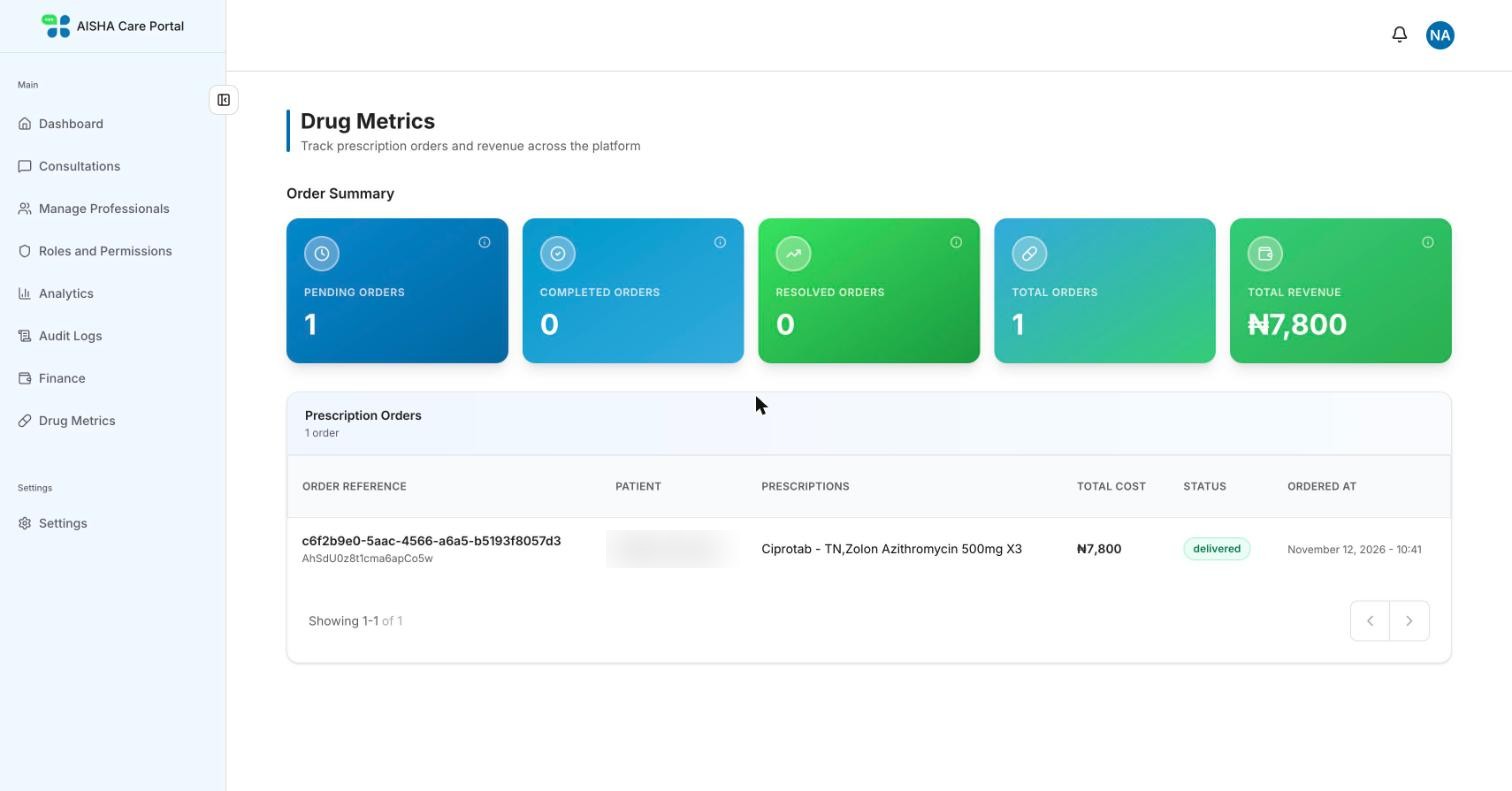 AISHA Care Portal
NA
Main
Dashboard
Consultations
Manage Professionals
Roles and Permissions
Analytics
Audit Logs
Finance
Drug Metrics
Settings
Settings
Drug Metrics
Track prescription orders and revenue across the platform
Order Summary
PENDING ORDERS
1
COMPLETED ORDERS
0
RESOLVED ORDERS
0
TOTAL ORDERS
1
TOTAL REVENUE
₦7,800
Prescription Orders
1 order
ORDER REFERENCE PATIENT PRESCRIPTIONS TOTAL COST STATUS ORDERED AT
c6f2b9e0-5aac-4566-a6a5-b5193f8057d3
AhSdU0z8t1cma6apCo5w
Ciprotab - TN,Zolon Azithromycin 500mg X3 ₦7,800 delivered November 12, 2026 - 10:41
Showing 1-1 of 1